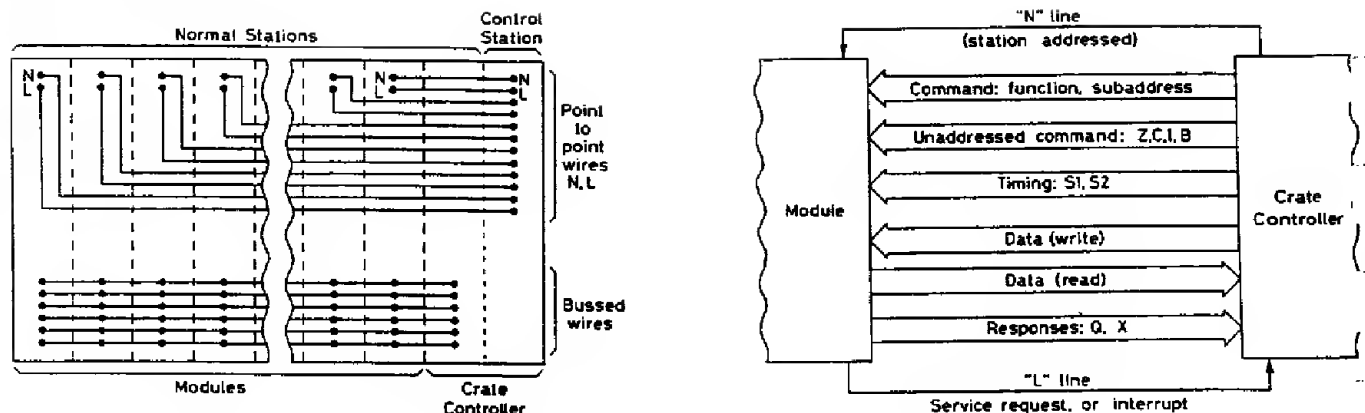 Normal Stations
Control
Station
N
L
N
L
N
L
Point
to
point
wires
N, L
Bussed
wires
Modules
Crate
Controller
"N" line
(station addressed)
Command: function, subaddress
Unaddressed command: Z,C,I,B
Timing: S1, S2
Module
Crate
Controller
Data (write)
Data (read)
Responses: Q, X
"L" line
Service request, or interrupt